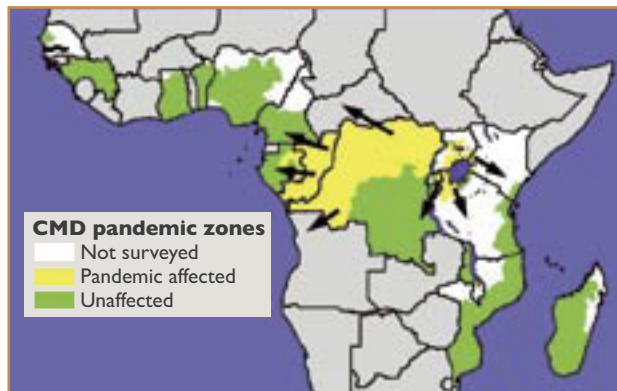 CMD pandemic zones
Not surveyed
Pandemic affected
Unaffected